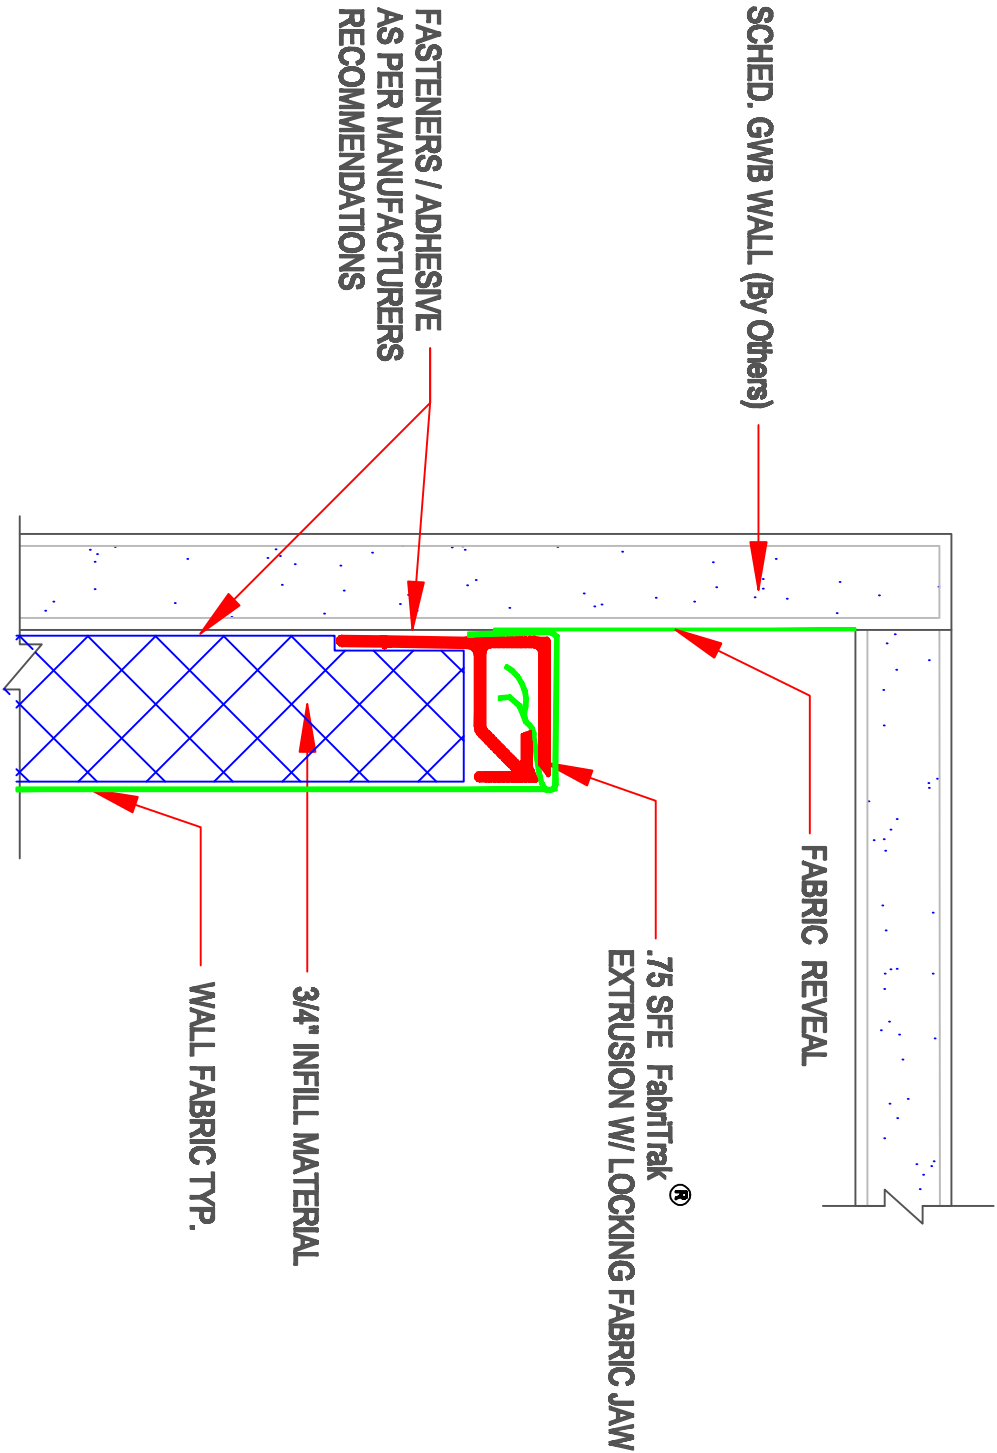 SCHED. GWB WALL (By Others)
FASTENERS / ADHESIVE
AS PER MANUFACTURERS
RECOMMENDATIONS
FABRIC REVEAL
.75 SFE FabriTrak ®
EXTRUSION W/ LOCKING FABRIC JAW
3/4" INFILL MATERIAL
WALL FABRIC TYP.